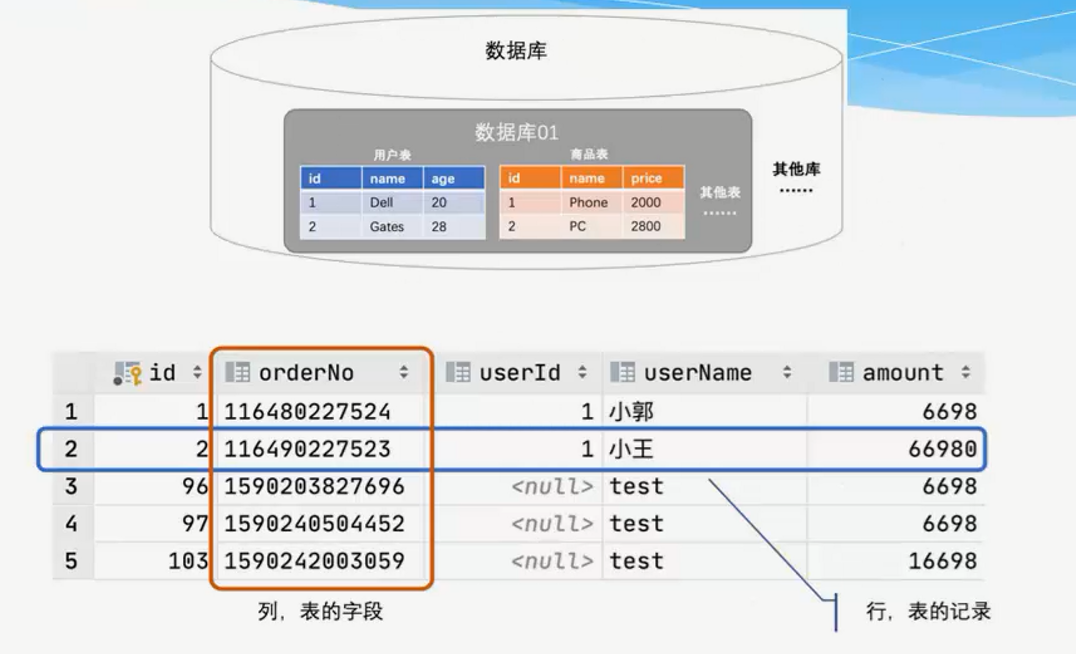 数据库
数据库01
用户表 商品表
id name age id name price
1 Dell 20 1 Phone 2000
2 Gates 28 2 PC 2800
其他表
......
其他库
......
id orderNo userId userName amount
1 1 116480227524 1 小郭 6698
2 2 116490227523 1 小王 66980
3 96 1590203827696 <null> test 6698
4 97 1590240504452 <null> test 6698
5 103 1590242003059 <null> test 16698
列，表的字段 行，表的记录